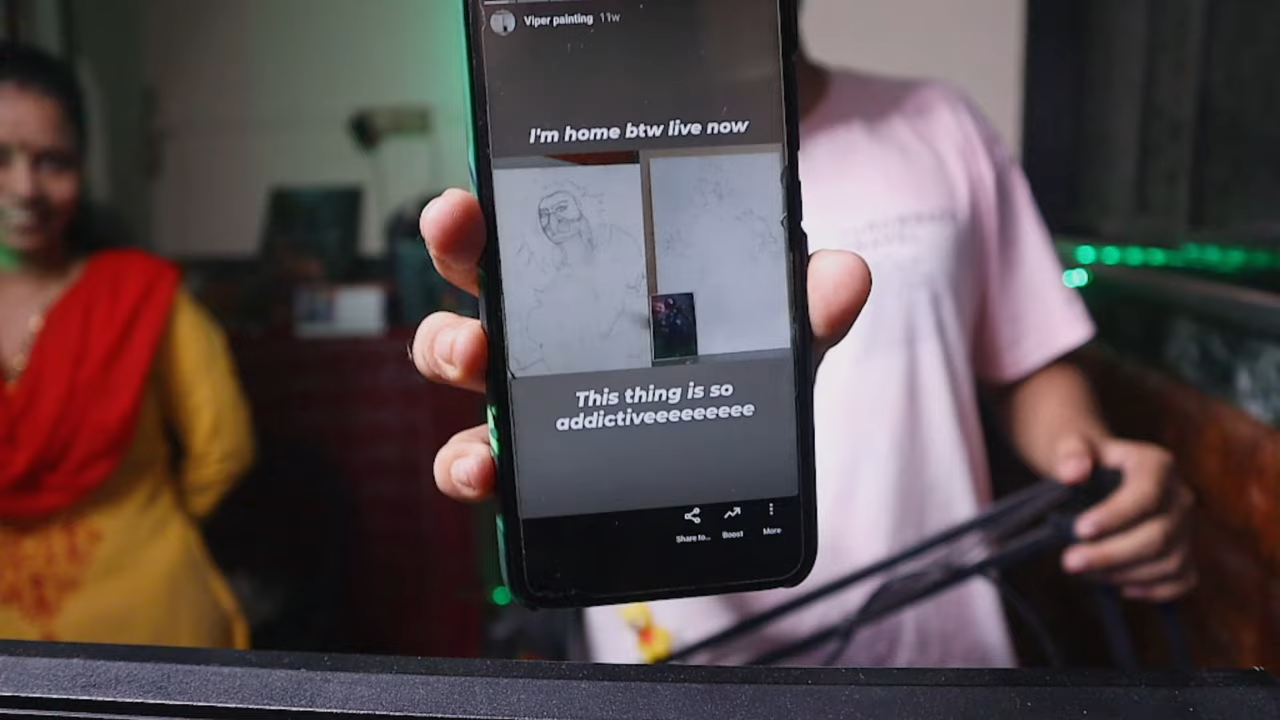 Viper painting 11w
I'm home btw live now
This thing is so
addictiveeeeeeeee
Share to... Boost More